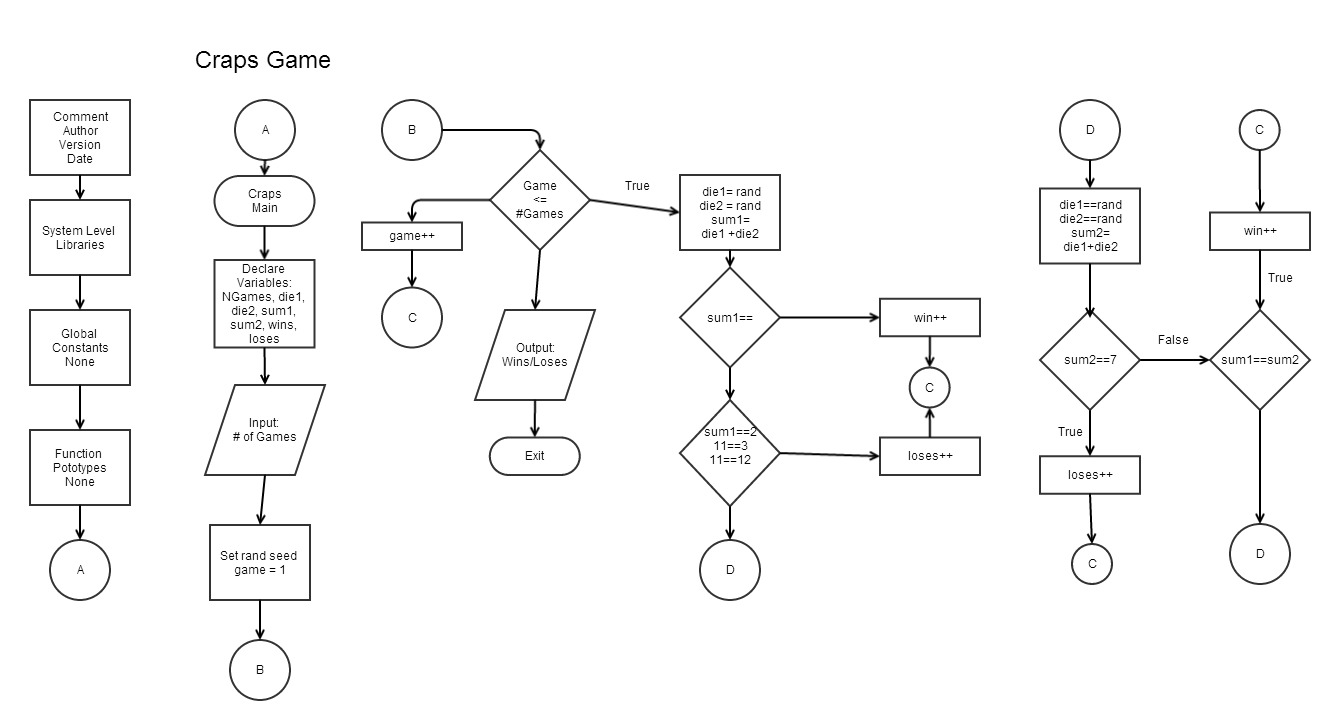 Craps Game
Comment
Author
Version
Date
System Level
Libraries
Global
Constants
None
Function
Pototypes
None
A
A
Craps
Main
Declare
Variables:
NGames, die1,
die2, sum1,
sum2, wins,
loses
Input:
# of Games
Set rand seed
game = 1
B
B
Game
<=
#Games
True
game++
C
Output:
Wins/Loses
Exit
die1= rand
die2 = rand
sum1=
die1 +die2
sum1==
win++
C
sum1==2
11==3
11==12
loses++
D
D
die1==rand
die2==rand
sum2=
die1+die2
sum2==7
False
True
loses++
C
C
win++
True
sum1==sum2
D